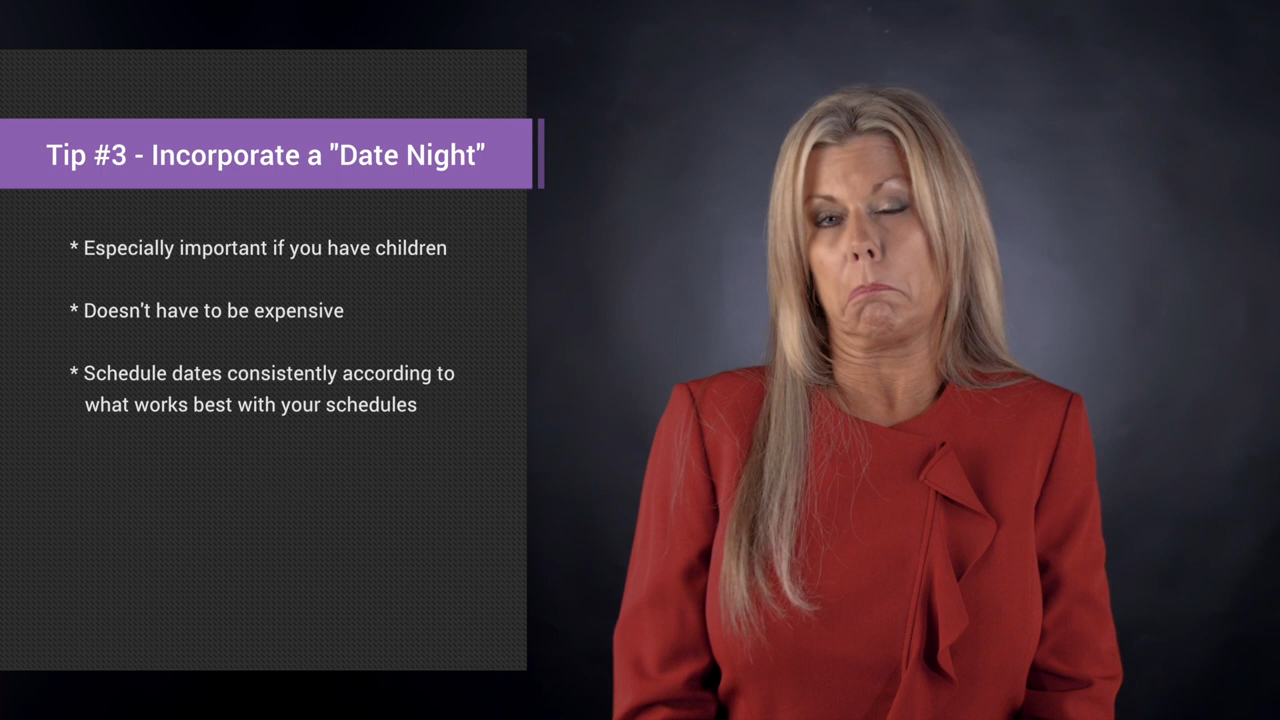 Tip #3 - Incorporate a "Date Night"
* Especially important if you have children
* Doesn't have to be expensive
* Schedule dates consistently according to
what works best with your schedules